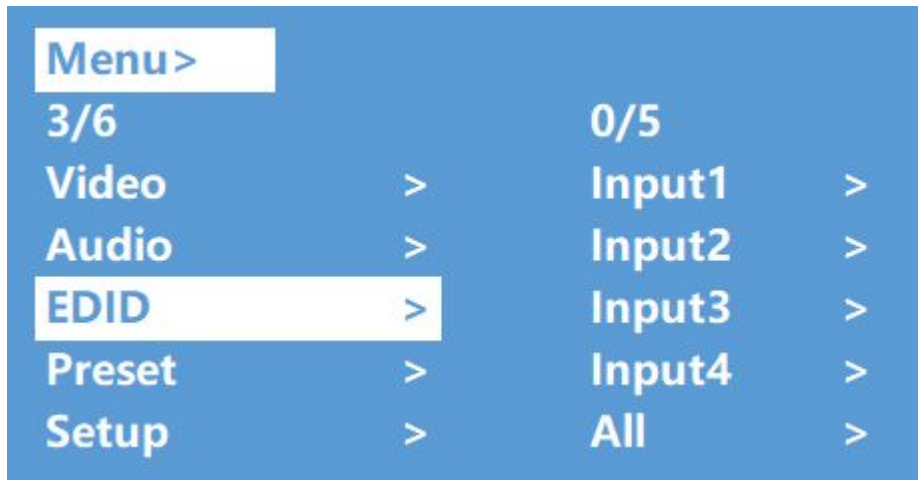 Menu>
3/6 0/5
Video > Input1 >
Audio > Input2 >
EDID > Input3 >
Preset > Input4 >
Setup > All >